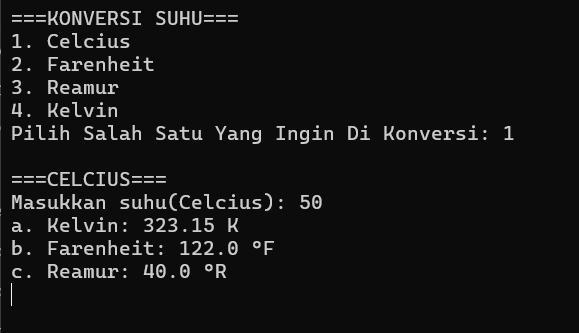 ===KONVERSI SUHU===
1. Celcius
2. Farenheit
3. Reamur
4. Kelvin
Pilih Salah Satu Yang Ingin Di Konversi: 1
===CELCIUS===
Masukkan suhu(Celcius): 50
a. Kelvin: 323.15 K
b. Farenheit: 122.0 °F
c. Reamur: 40.0 °R